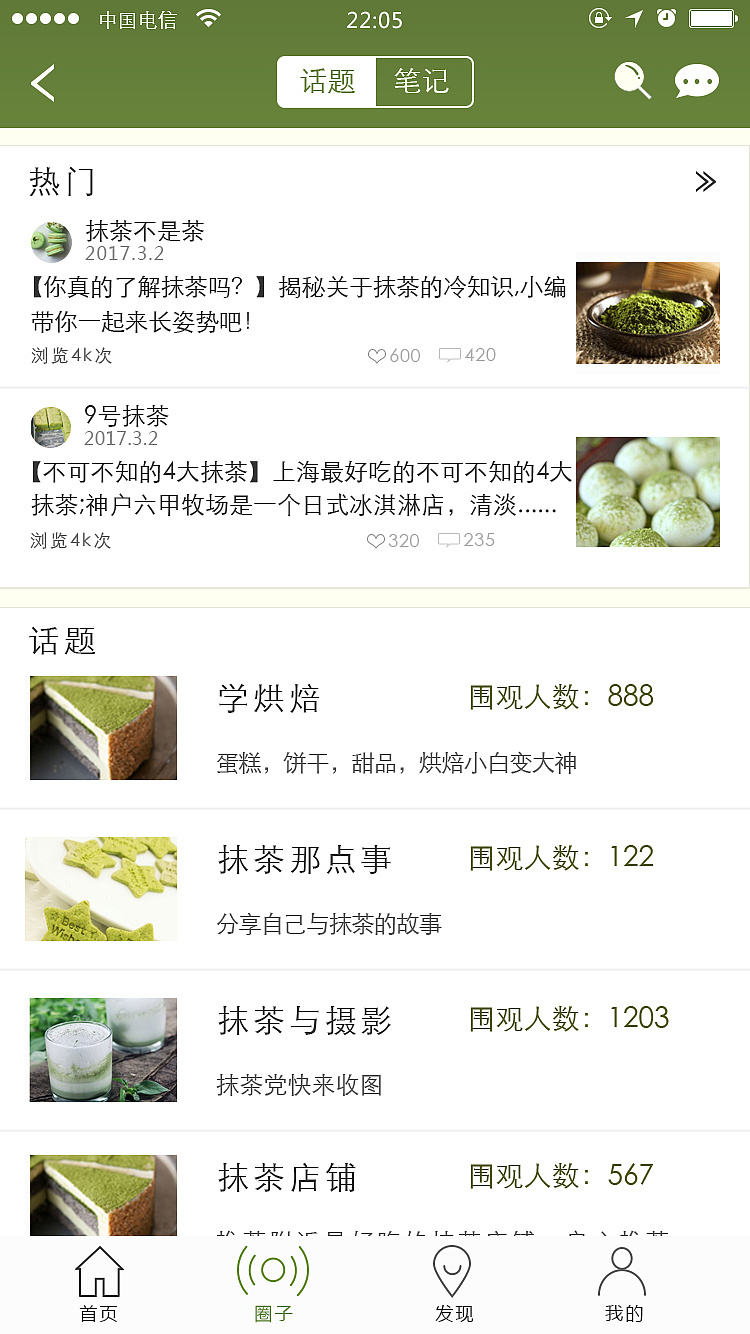 中国电信
22:05
话题 笔记
热门
抹茶不是茶
2017.3.2
【你真的了解抹茶吗？】揭秘关于抹茶的冷知识,小编
带你一起来长姿势吧！
浏览4k次 600 420
9号抹茶
2017.3.2
【不可不知的4大抹茶】上海最好吃的不可不知的4大
抹茶;神户六甲牧场是一个日式冰淇淋店，清淡......
浏览4k次 320 235
话题
学烘焙 围观人数：888
蛋糕，饼干，甜品，烘焙小白变大神
抹茶那点事 围观人数：122
分享自己与抹茶的故事
Best
Wishes
抹茶与摄影 围观人数：1203
抹茶党快来收图
抹茶店铺 围观人数：567
首页 圈子 发现 我的